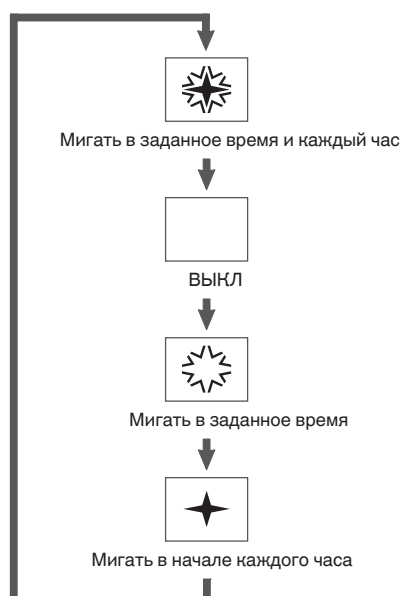 Мигать в заданное время и каждый час
ВЫКЛ
Мигать в заданное время
Мигать в начале каждого часа